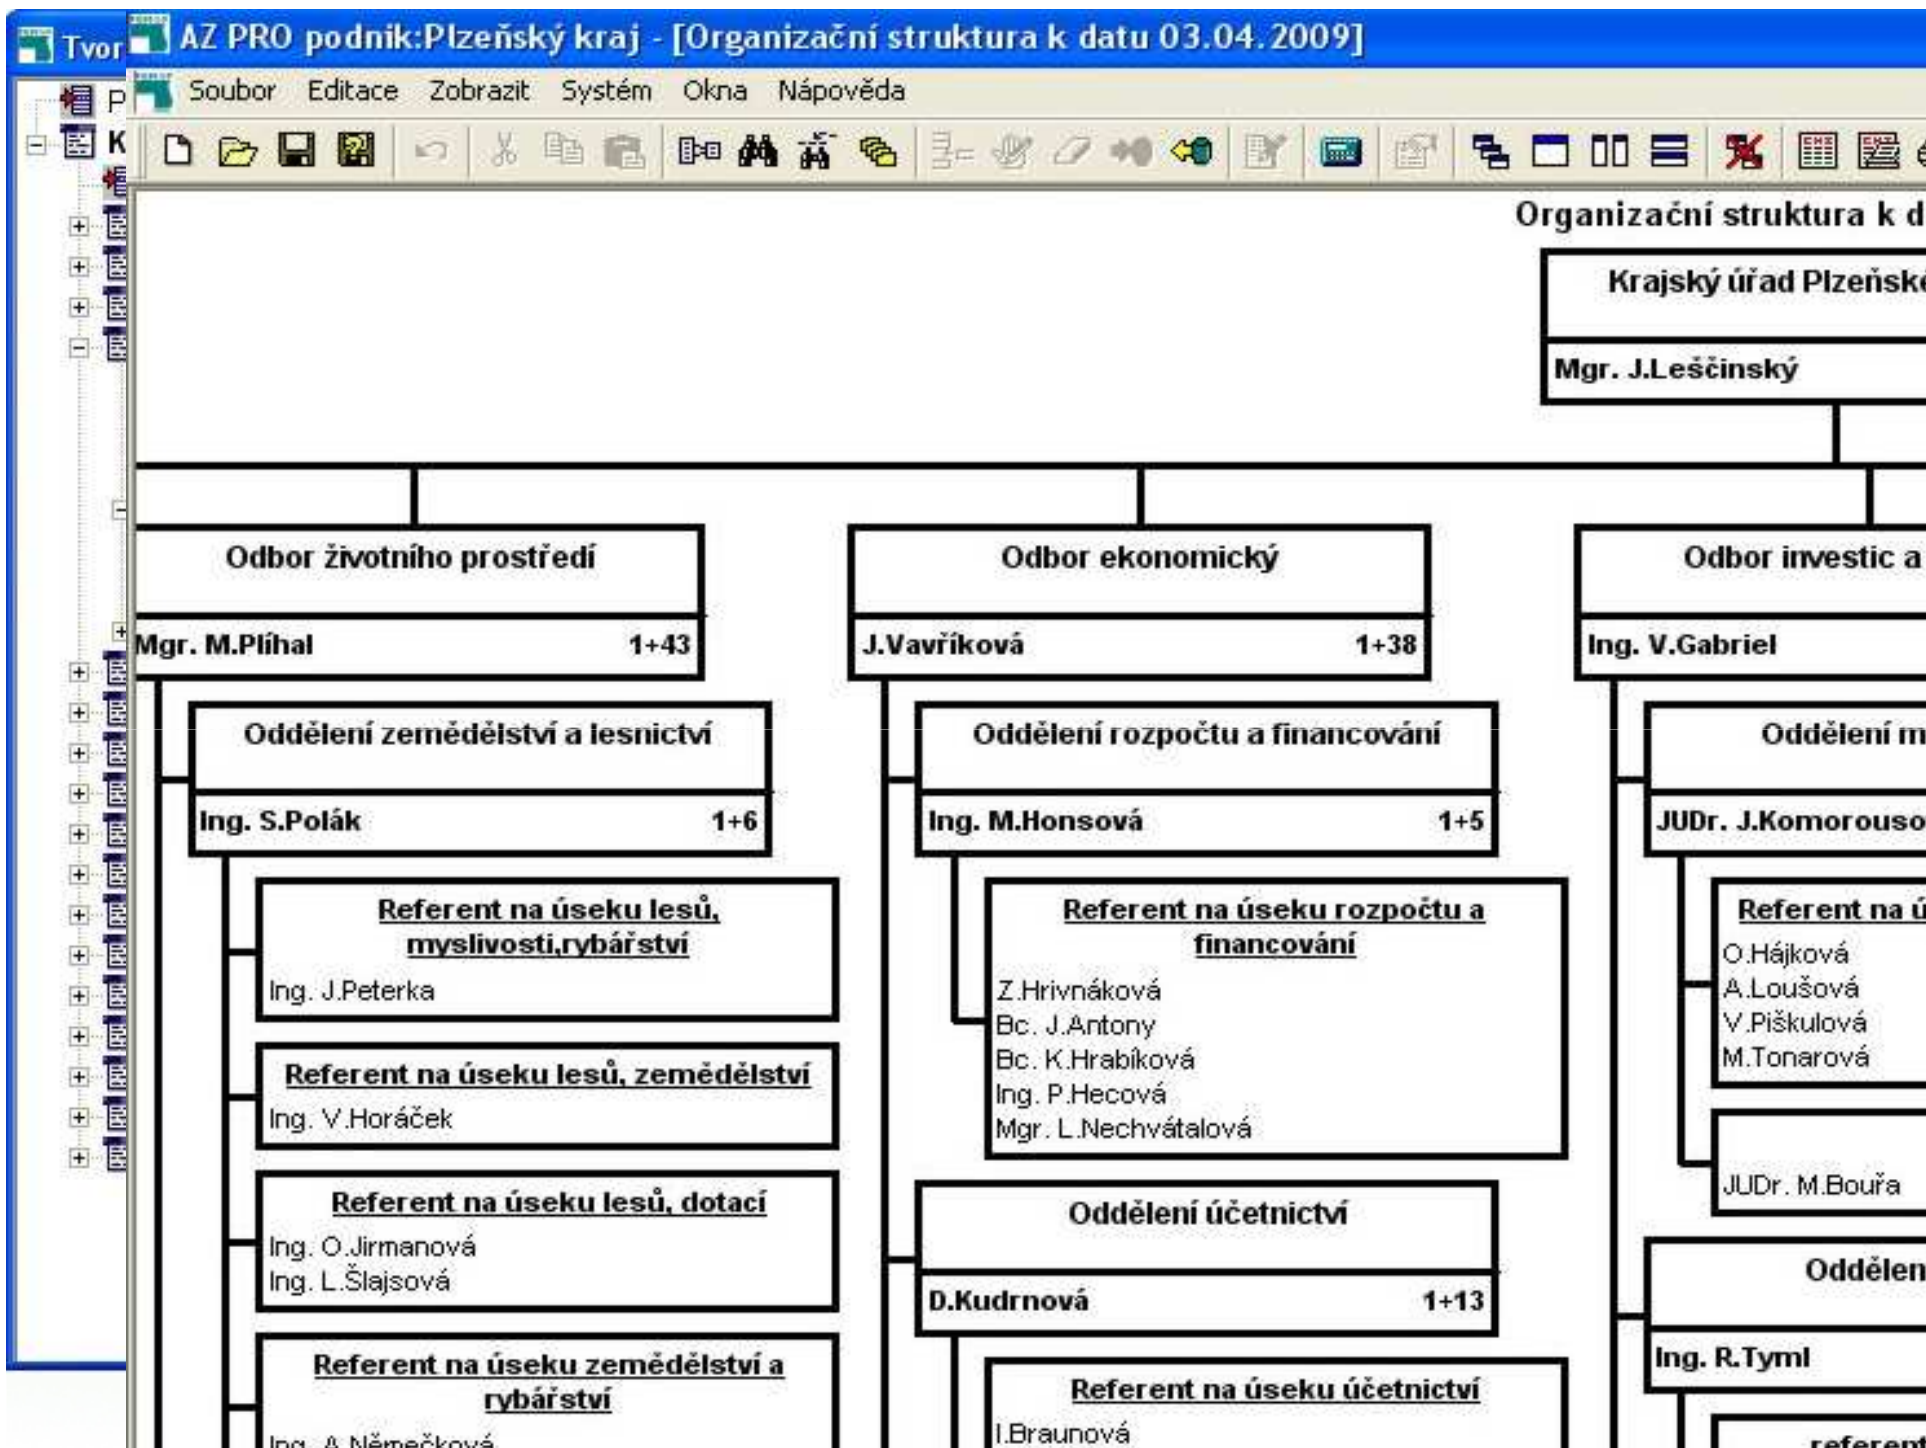 Tvor
AZ PRO podnik:Plzeňský kraj - [Organizační struktura k datu 03.04.2009]
P
Soubor Editace Zobrazit Systém Okna Nápověda
K
Organizační struktura k d
Krajský úřad Plzeňské
Mgr. J.Leščinský
Odbor životního prostředí
Mgr. M.Plíhal 1+43
Oddělení zemědělství a lesnictví
Ing. S.Polák 1+6
Referent na úseku lesů,
myslivosti,rybářství
Ing. J.Peterka
Referent na úseku lesů, zemědělství
Ing. V.Horáček
Referent na úseku lesů, dotací
Ing. O.Jirmanová
Ing. L.Šlajsová
Referent na úseku zemědělství a
rybářství
Ing. A.Němečková
Odbor ekonomický
J.Vavříková 1+38
Oddělení rozpočtu a financování
Ing. M.Honsová 1+5
Referent na úseku rozpočtu a
financování
Z.Hrivnáková
Bc. J.Antony
Bc. K.Hrabíková
Ing. P.Hecová
Mgr. L.Nechvátalová
Oddělení účetnictví
D.Kudrnová 1+13
Referent na úseku účetnictví
I.Braunová
Odbor investic a
Ing. V.Gabriel
Oddělení m
JUDr. J.Komorouso
Referent na ú
O.Hájková
A.Loušová
V.Piškulová
M.Tonarová
JUDr. M.Bouřa
Oddělen
Ing. R.Tyml
referent